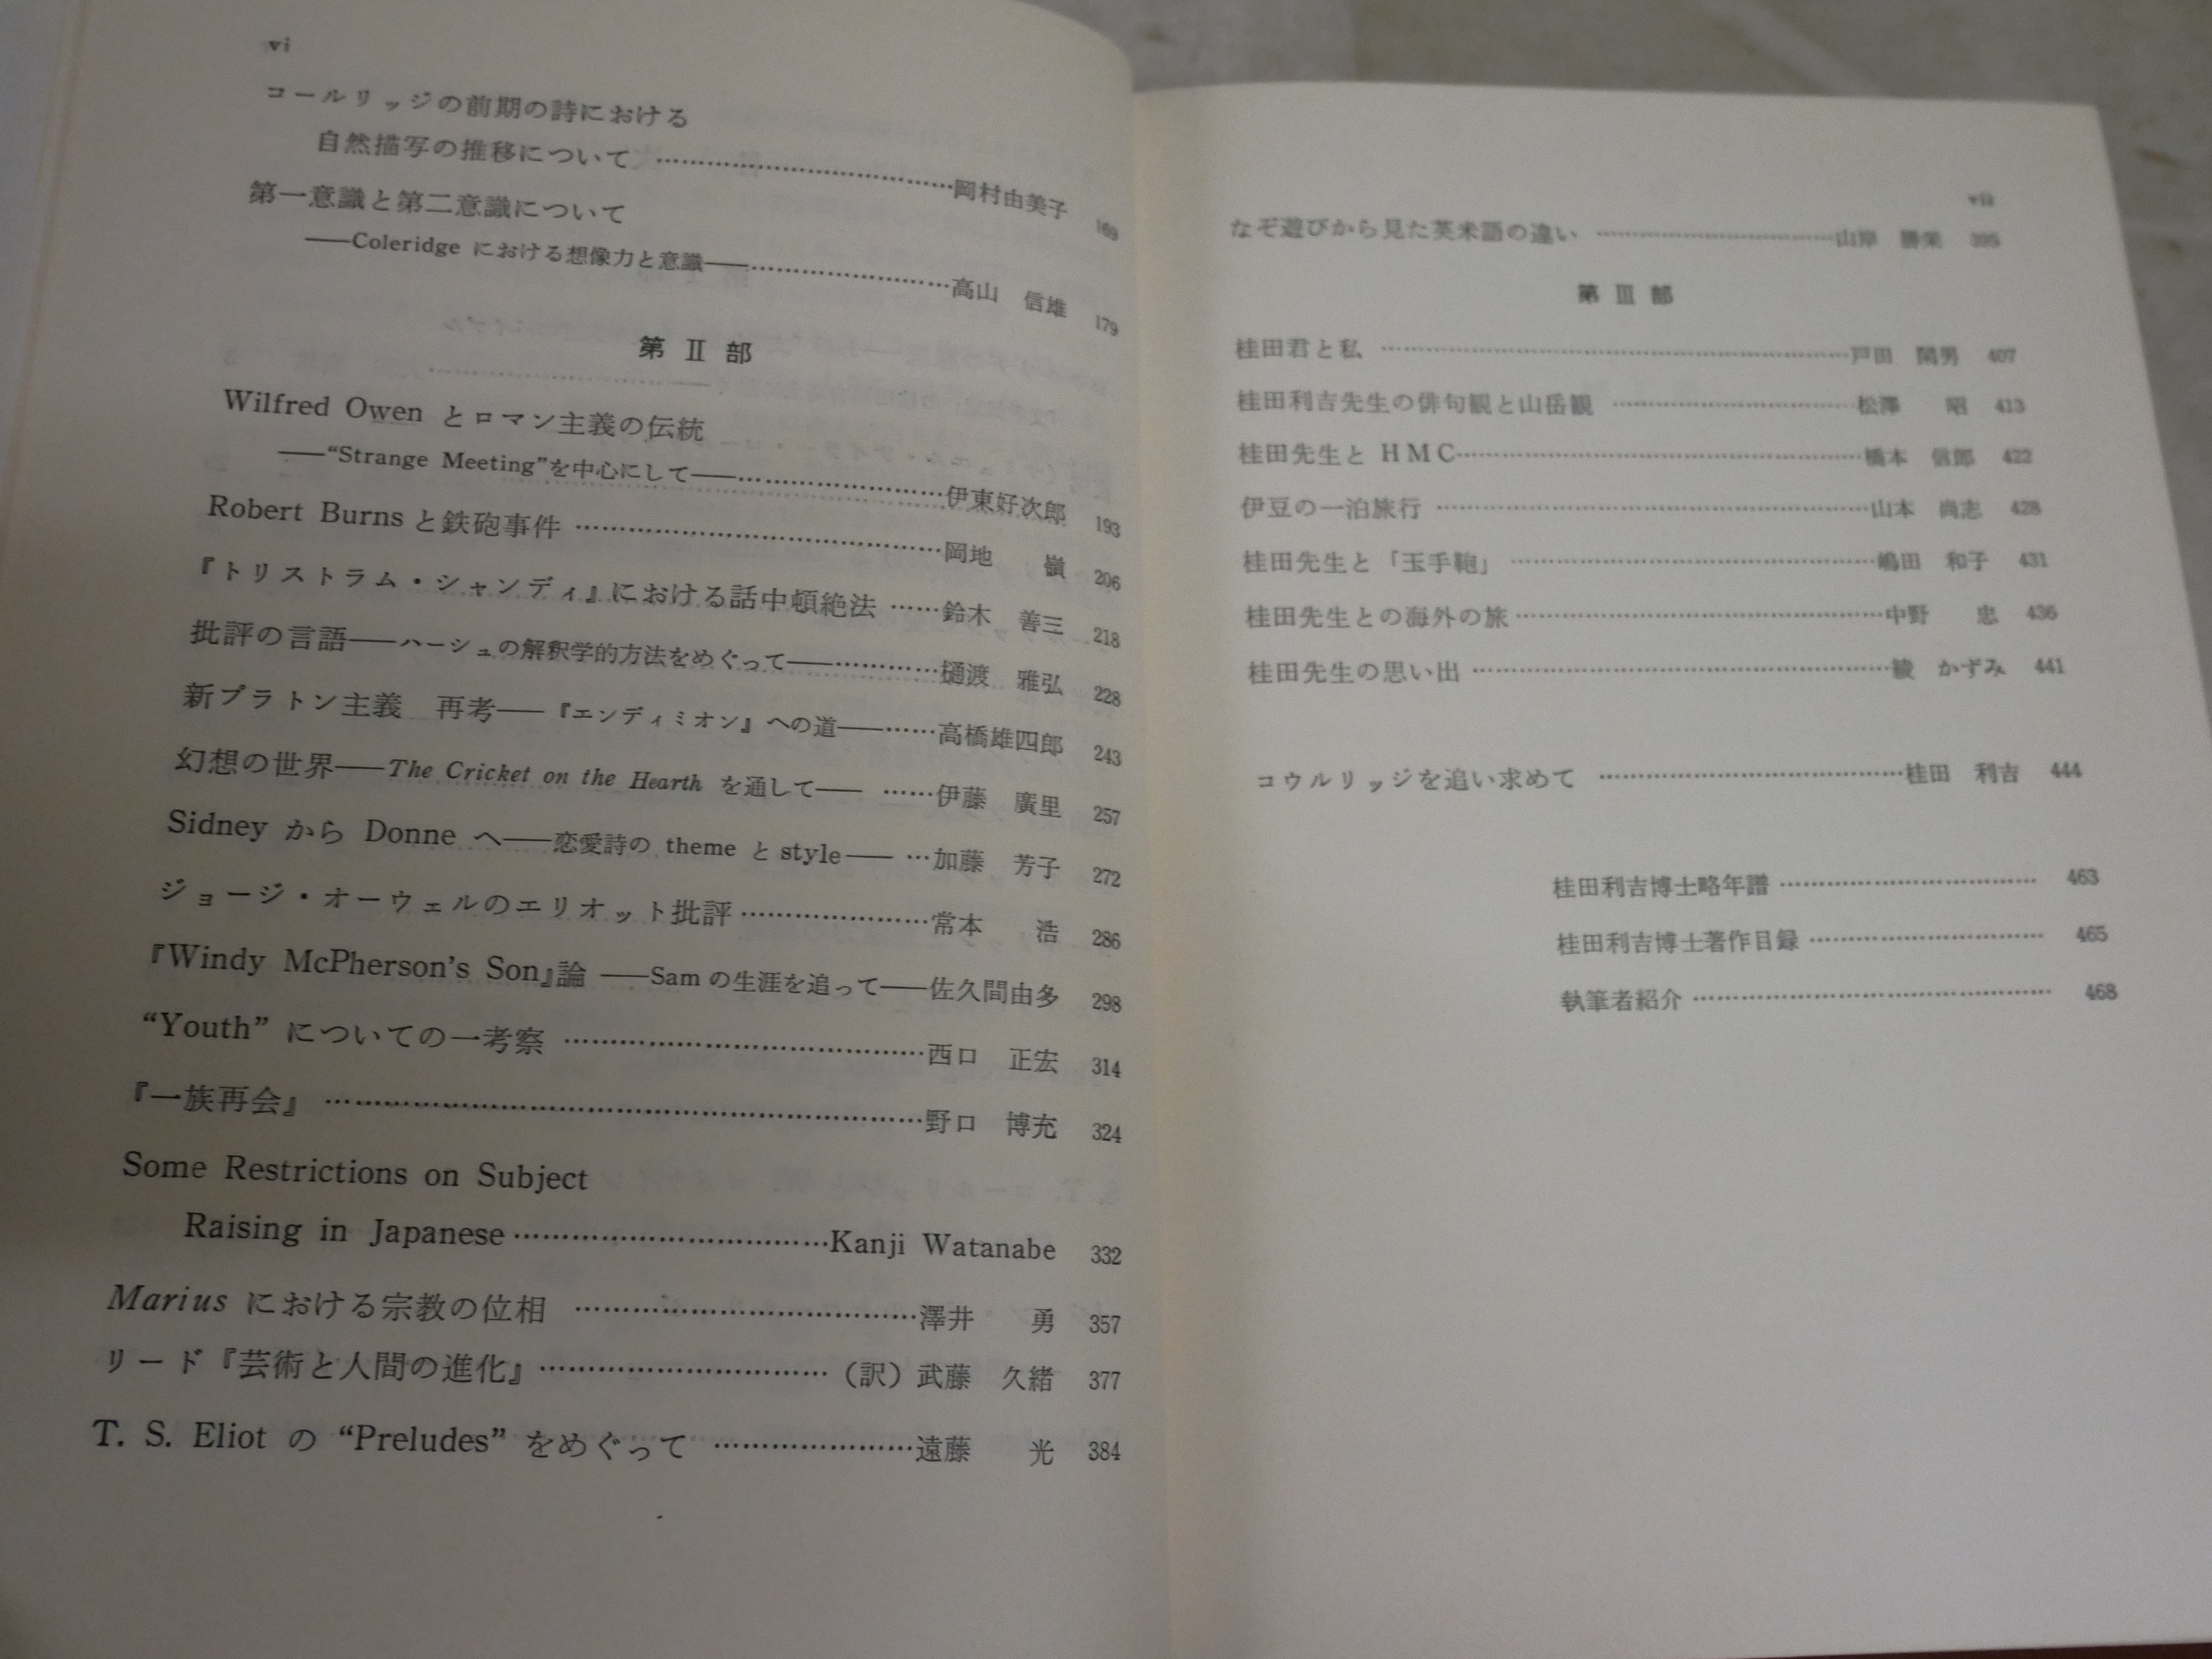 vi
コールリッジの前期の詩における
自然描写の推移について …………………………岡村由美子 169
第一意識と第二意識について
――Coleridge における想像力と意識――…………………高山 信雄 179
第 II 部
Wilfred Owen とロマン主義の伝統
――“Strange Meeting”を中心にして――…………………伊東好次郎 193
Robert Burns と鉄砲事件 ………………………………岡地 嶺 206
『トリストラム・シャンディ』における話中頓絶法 ……鈴木 善三 218
批評の言語――ハーシュの解釈学的方法をめぐって――…………樋渡 雅弘 228
新プラトン主義 再考――『エンディミオン』への道――……高橋雄四郎 243
幻想の世界――The Cricket on the Hearth を通して―― ……伊藤 廣里 257
Sidney から Donne へ――恋愛詩の theme と style―― …加藤 芳子 272
ジョージ・オーウェルのエリオット批評…………………常本 浩 286
『Windy McPherson’s Son』論 ――Sam の生涯を追って――佐久間由多 298
“Youth” についての一考察 ………………………………西口 正宏 314
『一族再会』 ……………………………………………………野口 博充 324
Some Restrictions on Subject
Raising in Japanese……………………………Kanji Watanabe 332
Marius における宗教の位相 ………………………………澤井 勇 357
リード『芸術と人間の進化』…………………………（訳）武藤 久緒 377
T. S. Eliot の “Preludes” をめぐって …………………遠藤 光 384
vii
なぞ遊びから見た英米語の違い ………………………山岸 勝栄 395
第 III 部
桂田君と私 ……………………………………………戸田 男 407
桂田利吉先生の俳句観と山岳観 ………………………松澤 昭 413
桂田先生と HMC………………………………………橋本 信郎 422
伊豆の一泊旅行 ………………………………………山本 尚志 428
桂田先生と「玉手鞄」 …………………………………嶋田 和子 431
桂田先生との海外の旅…………………………………中野 忠 436
桂田先生の思い出 ………………………………………綾 かずみ 441
コウルリッジを追い求めて ……………………………桂田 利吉 444
桂田利吉博士略年譜 ……………………… 463
桂田利吉博士著作目録 …………………… 465
執筆者紹介 ………………………………… 468